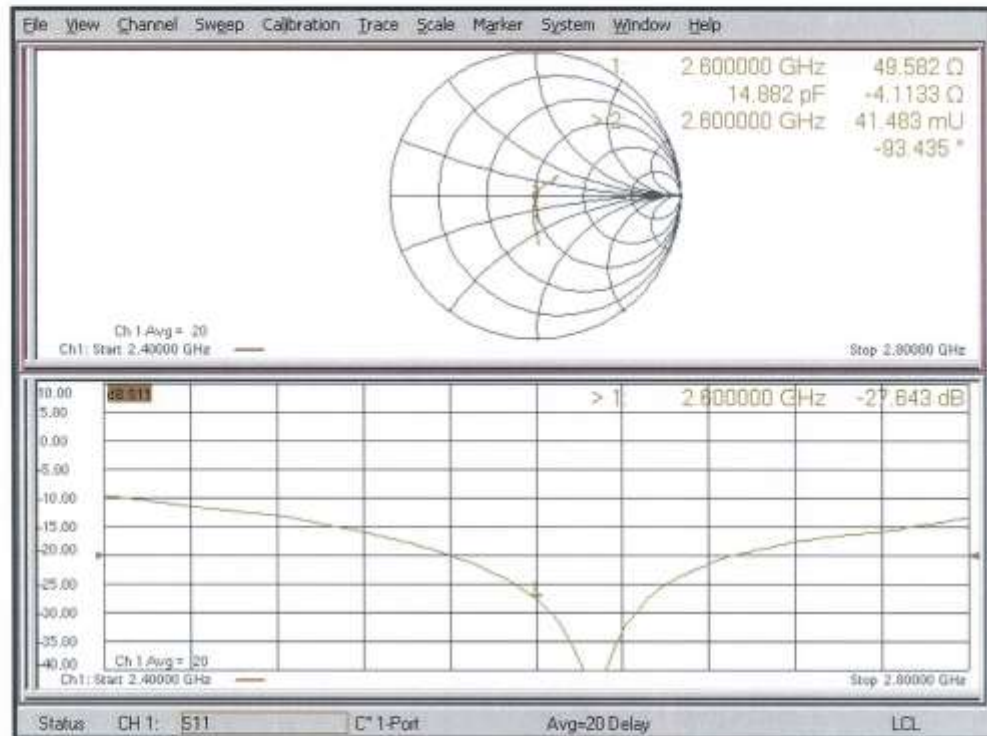 File View Channel Sweep Calibration Trace Scale Marker System Window Help
1 2.600000 GHz 49.582 Ω
14.882 pF -4.1133 Ω
> 2 2.600000 GHz 41.483 mU
-93.435 °
Ch 1 Avg = 20
Ch1: Start 2.40000 GHz
Stop 2.80000 GHz
10.00
dB S11
> 1 2.600000 GHz -27.643 dB
5.00
0.00
-5.00
-10.00
-15.00
-20.00
-25.00
-30.00
-35.00
-40.00
1
Ch 1 Avg = 20
Ch1: Start 2.40000 GHz
Stop 2.80000 GHz
Status CH 1: S11 C* 1-Port Avg=20 Delay LCL